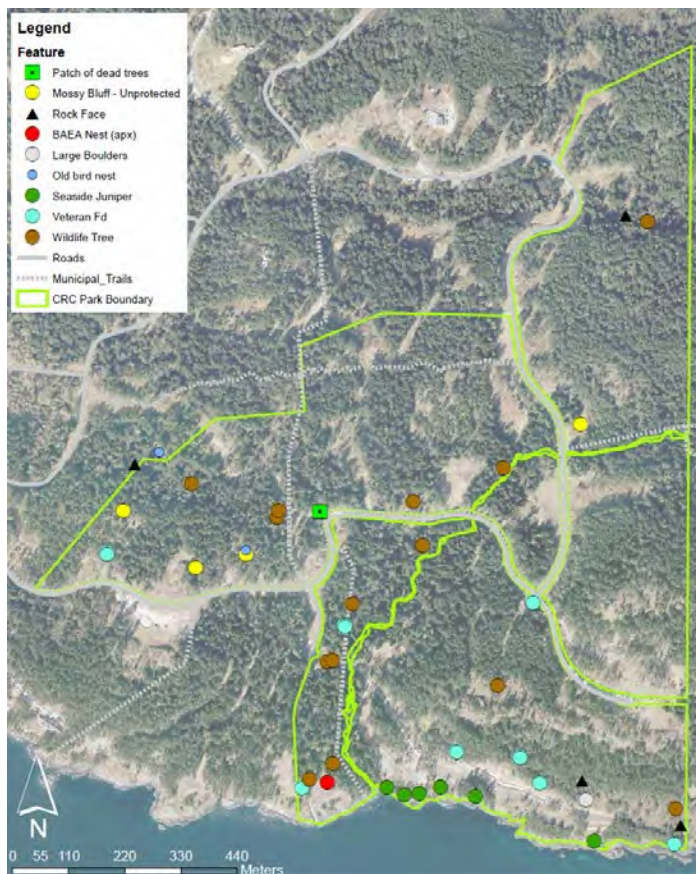 Legend
Feature
Patch of dead trees
Mossy Bluff - Unprotected
Rock Face
BAEA Nest (apx)
Large Boulders
Old bird nest
Seaside Juniper
Veteran Fd
Wildlife Tree
Roads
Municipal_Trails
CRC Park Boundary
N
0 55 110 220 330 440
Meters